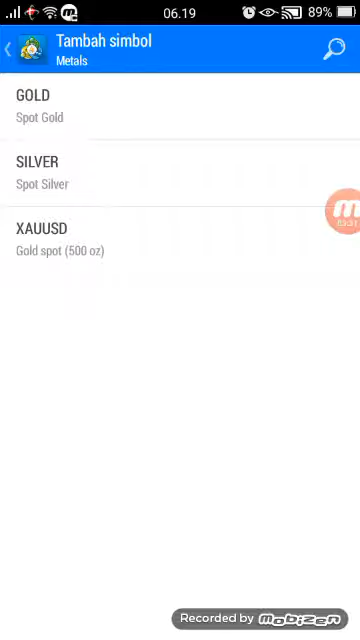 06.19
89%
Tambah simbol
Metals
GOLD
Spot Gold
SILVER
Spot Silver
XAUUSD
Gold spot (500 oz)
Recorded by mobizen